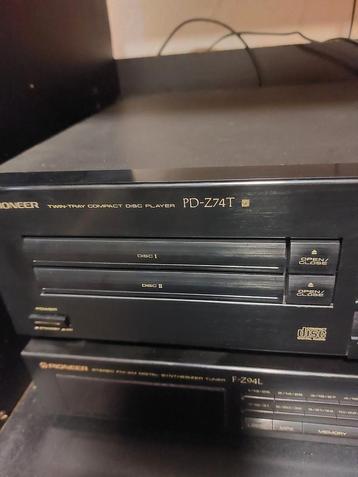 PIONEER TWIN-TRAY COMPACT DISC PLAYER PD-Z74T
DISC I
OPEN/
CLOSE
DISC II
OPEN/
CLOSE
POWER
disc
PIONEER STEREO FM-AM DIGITAL SYNTHESIZER TUNER F-Z94L
MEMORY